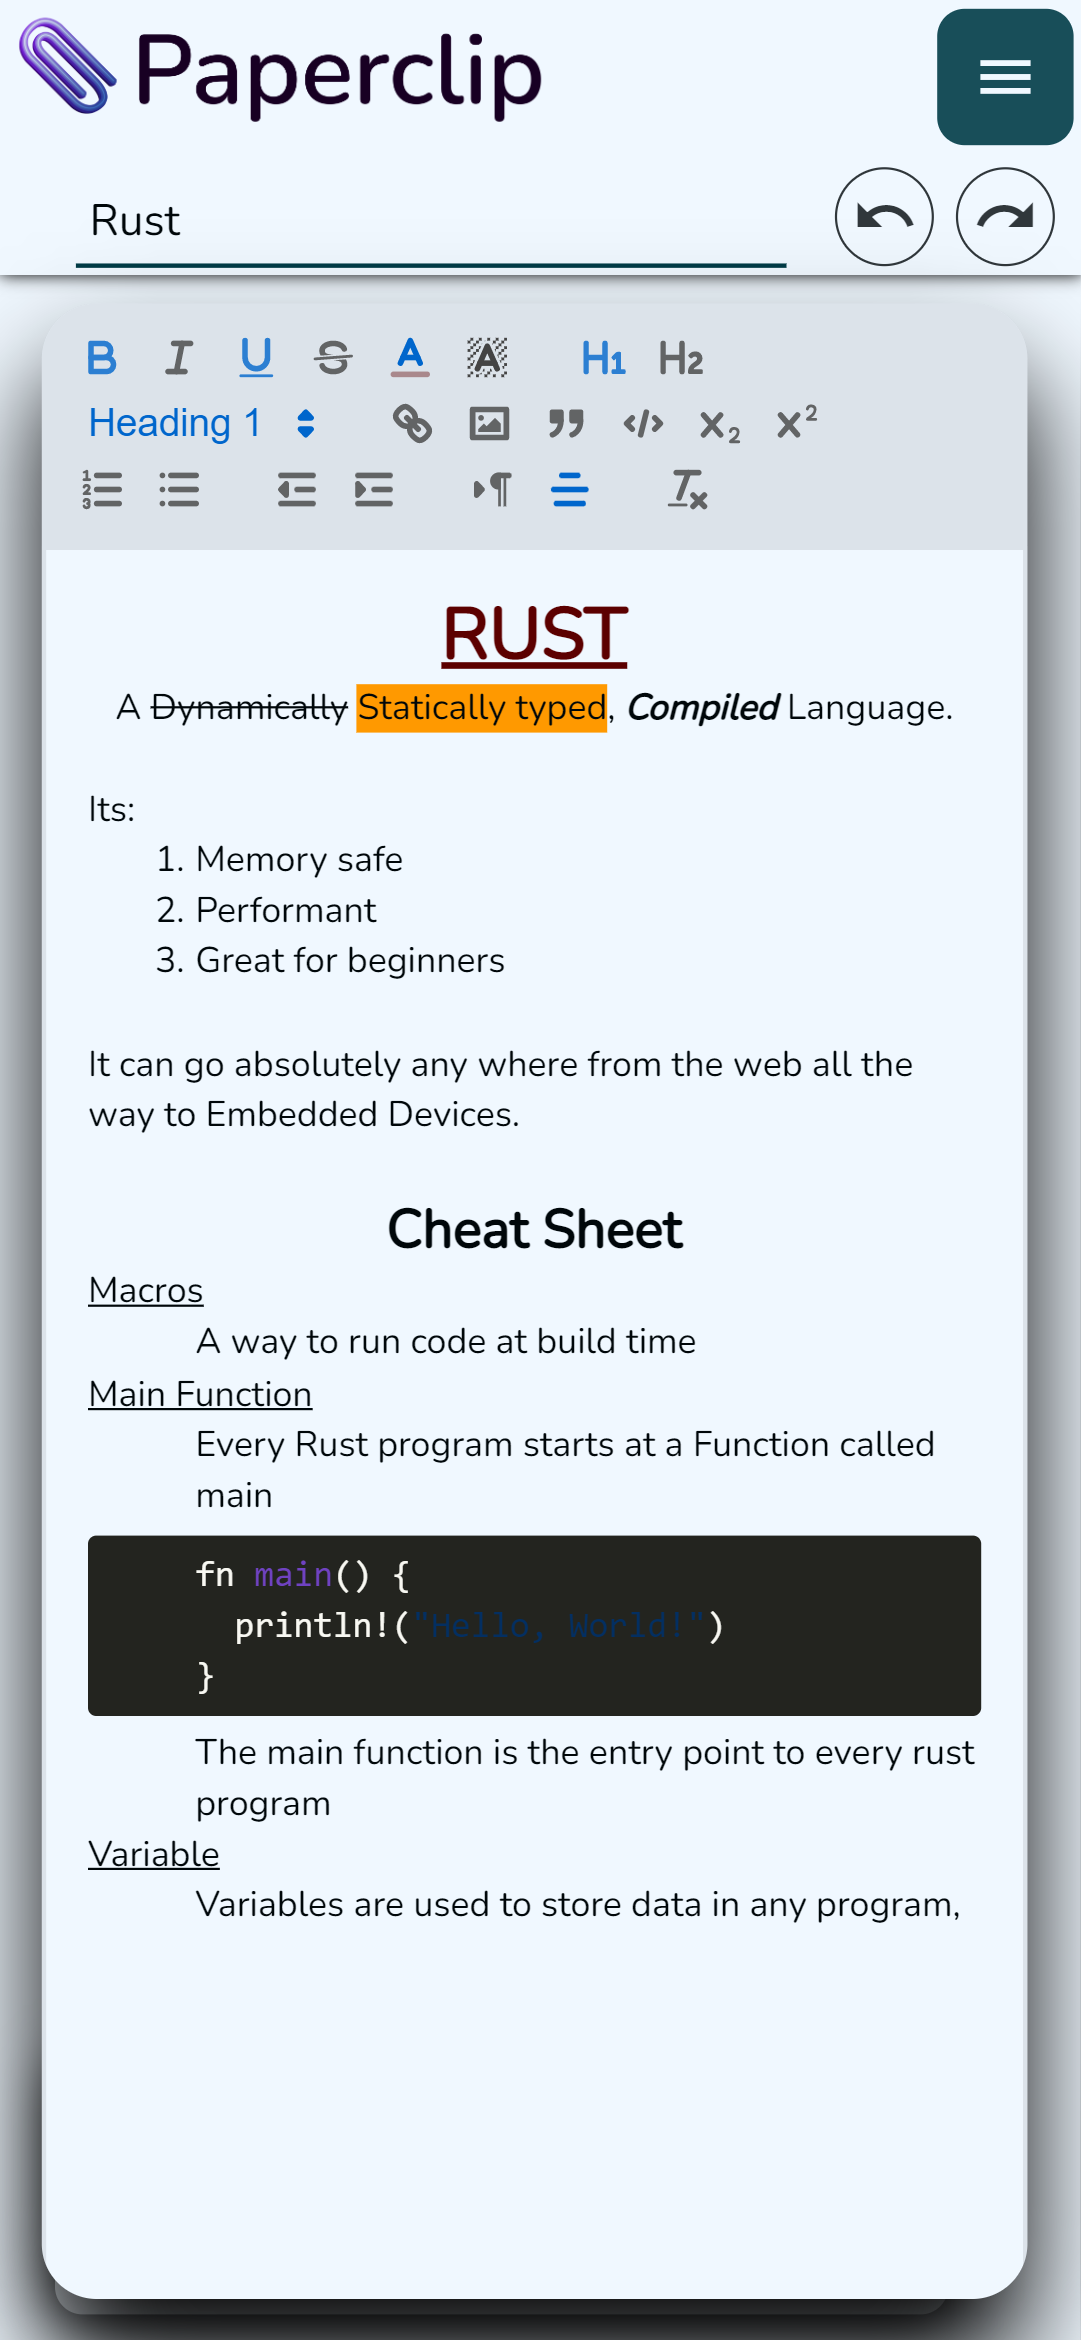 Paperclip
Rust
B I U S A A H1 H2
Heading 1 </> X2 X2
RUST
A Dynamically Statically typed, Compiled Language.
Its:
1. Memory safe
2. Performant
3. Great for beginners
It can go absolutely any where from the web all the
way to Embedded Devices.
Cheat Sheet
Macros
A way to run code at build time
Main Function
Every Rust program starts at a Function called
main
fn main() {
println!("Hello, World!")
}
The main function is the entry point to every rust
program
Variable
Variables are used to store data in any program,